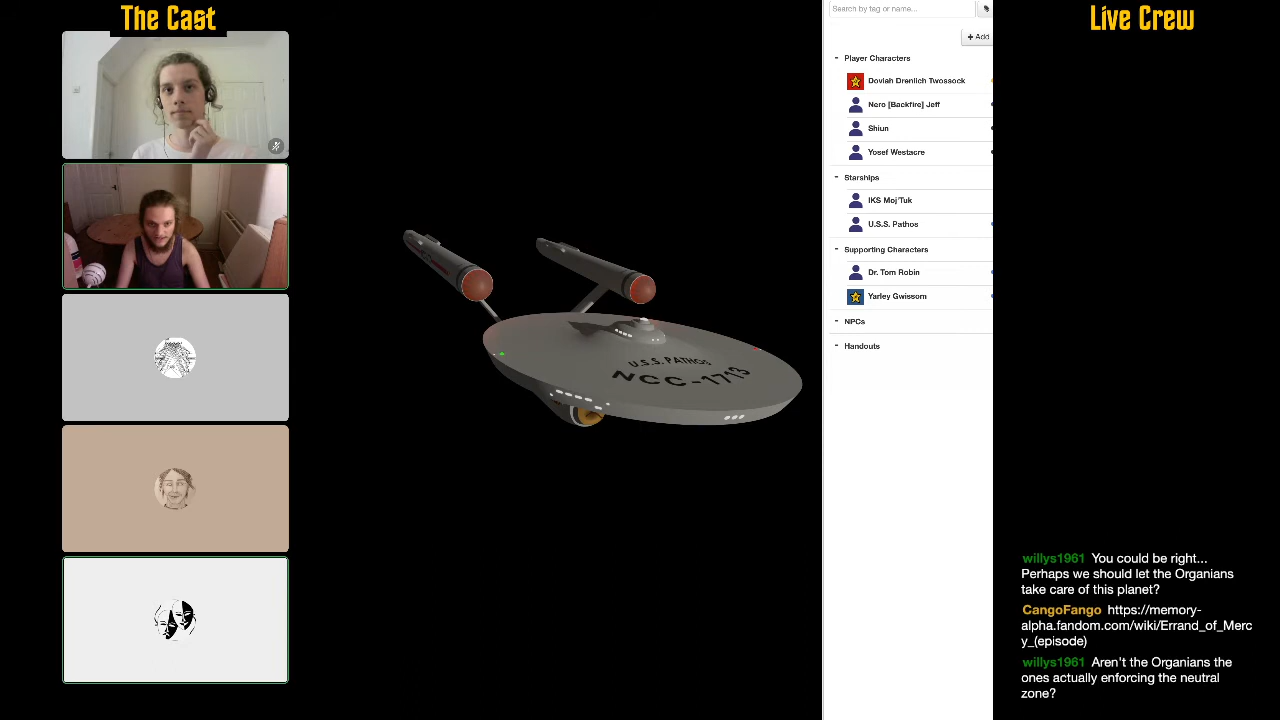 The Cast
Search by tag or name...
+ Add
Player Characters
Doviah Drenlich Twossock
Nero [Backfire] Jeff
Shiun
Yosef Westacre
Starships
IKS Moj'Tuk
U.S.S. Pathos
Supporting Characters
Dr. Tom Robin
Yarley Gwissom
NPCs
Handouts
U.S.S. PATHOS
NCC-1713
Live Crew
willys1961 You could be right...
Perhaps we should let the Organians
take care of this planet?
CangoFango https://memory-
alpha.fandom.com/wiki/Errand_of_Merc
y_(episode)
willys1961 Aren't the Organians the
ones actually enforcing the neutral
zone?